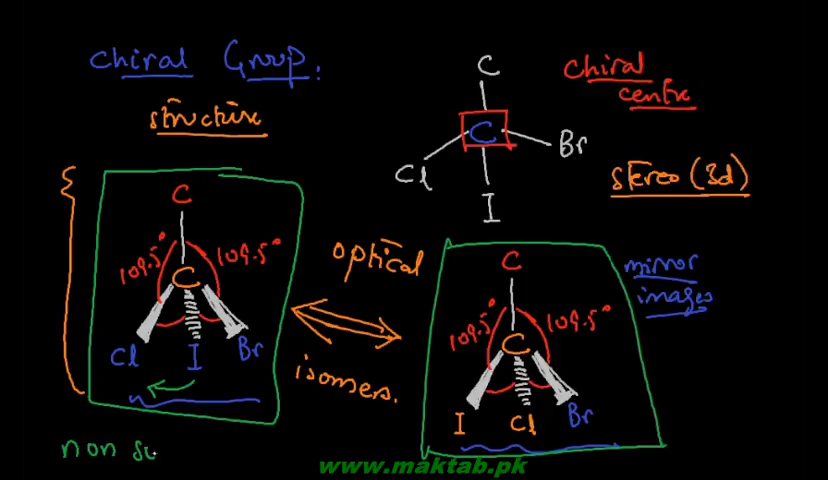 chiral Group.
structure
C
C
Cl
Br
I
chiral
centre
stereo (3d)
C
109.5°
109.5°
C
Cl
I
Br
optical
isomers.
mirror
images
C
109.5°
109.5°
C
I
Cl
Br
non su
www.maktab.pk